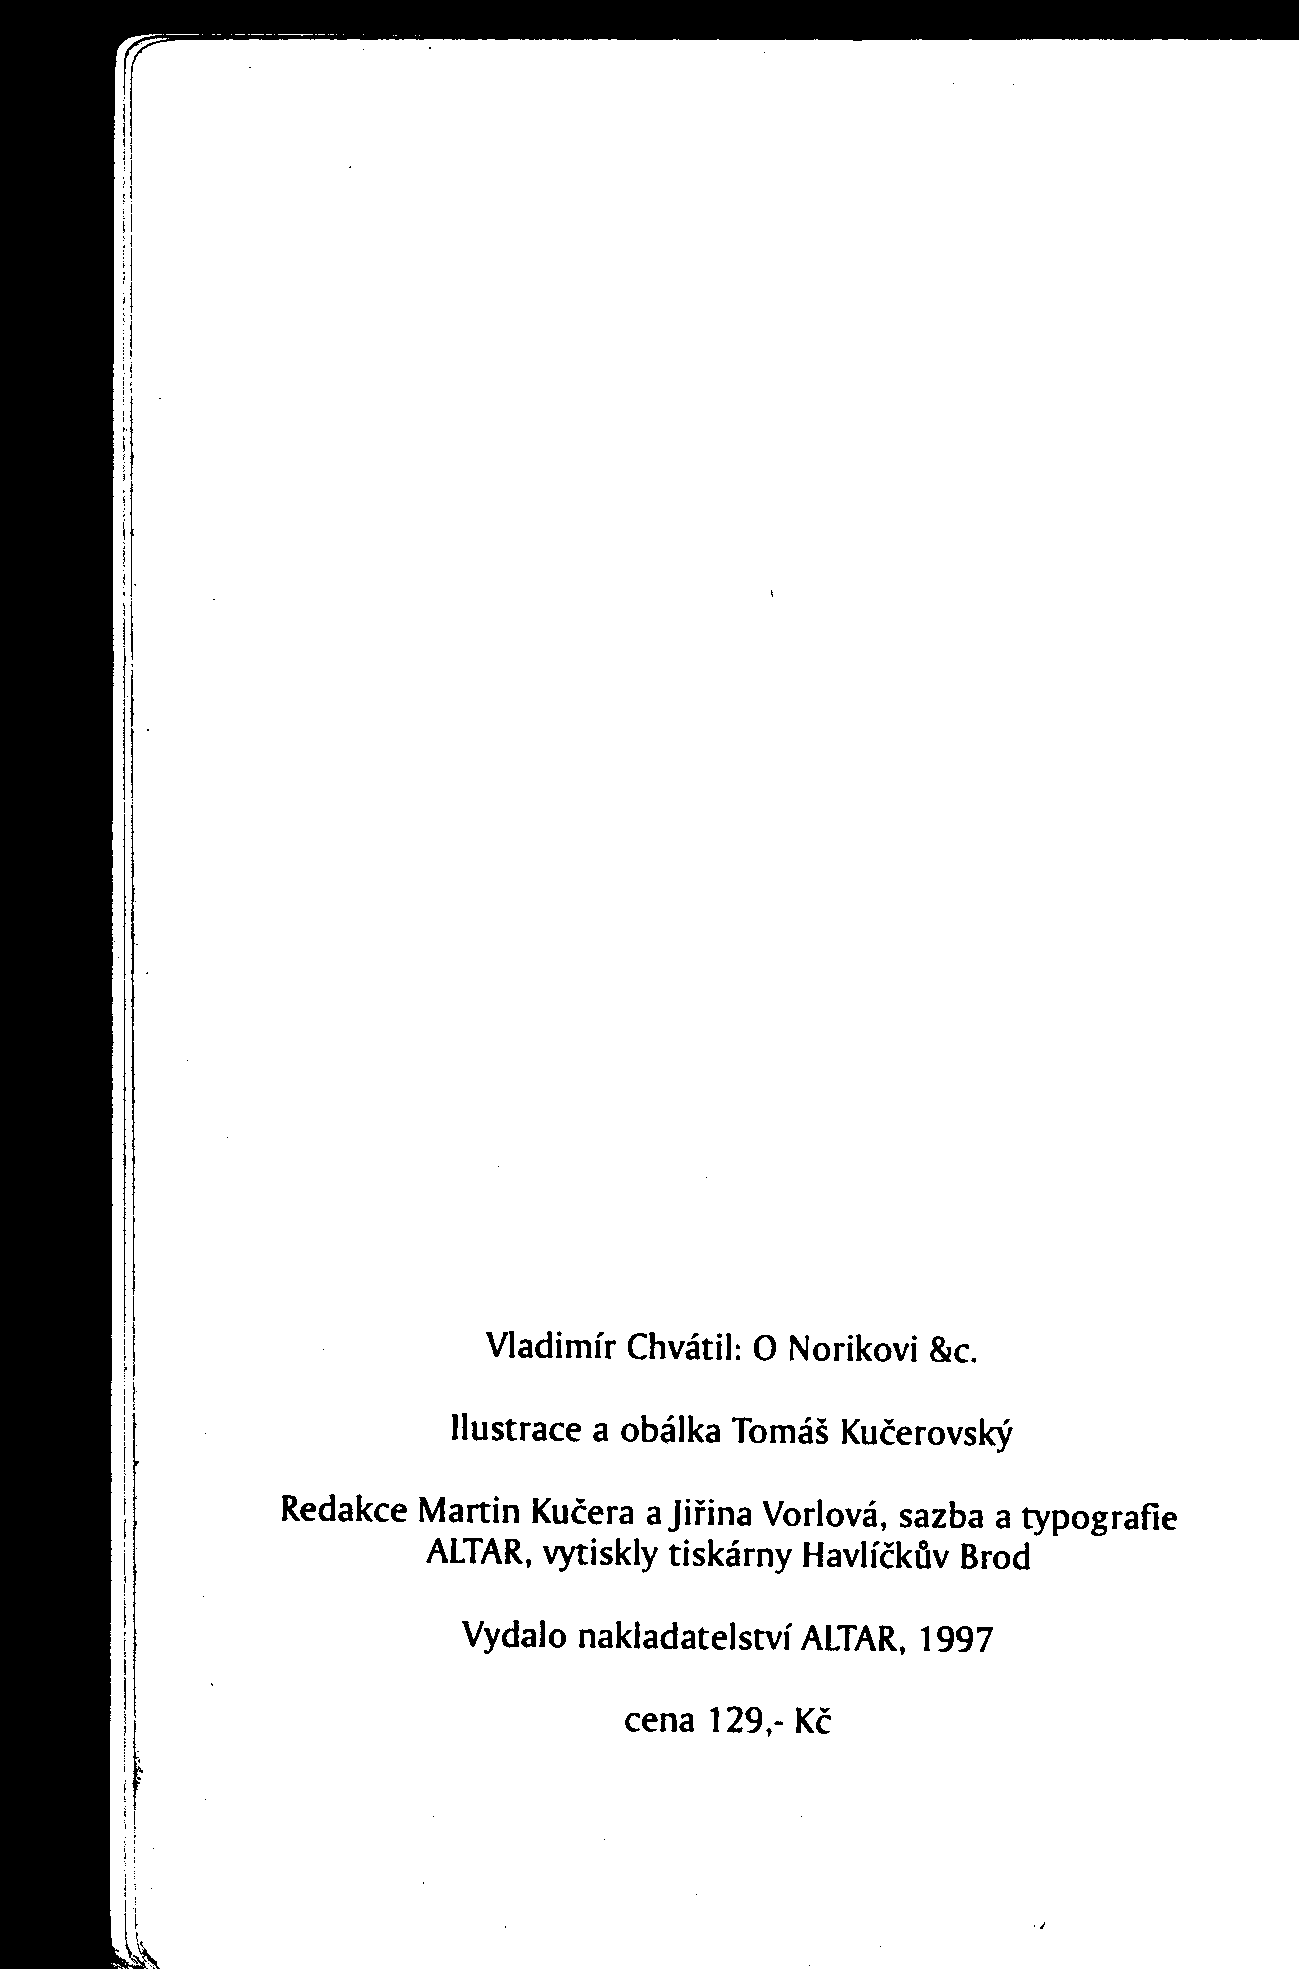 Vladimír Chvátil: O Norikovi &c.
Ilustrace a obálka Tomáš Kučerovský
Redakce Martin Kučera a Jiřina Vorlová, sazba a typografie
ALTAR, vytiskly tiskárny Havlíčkův Brod
Vydalo nakladatelství ALTAR, 1997
cena 129,- Kč